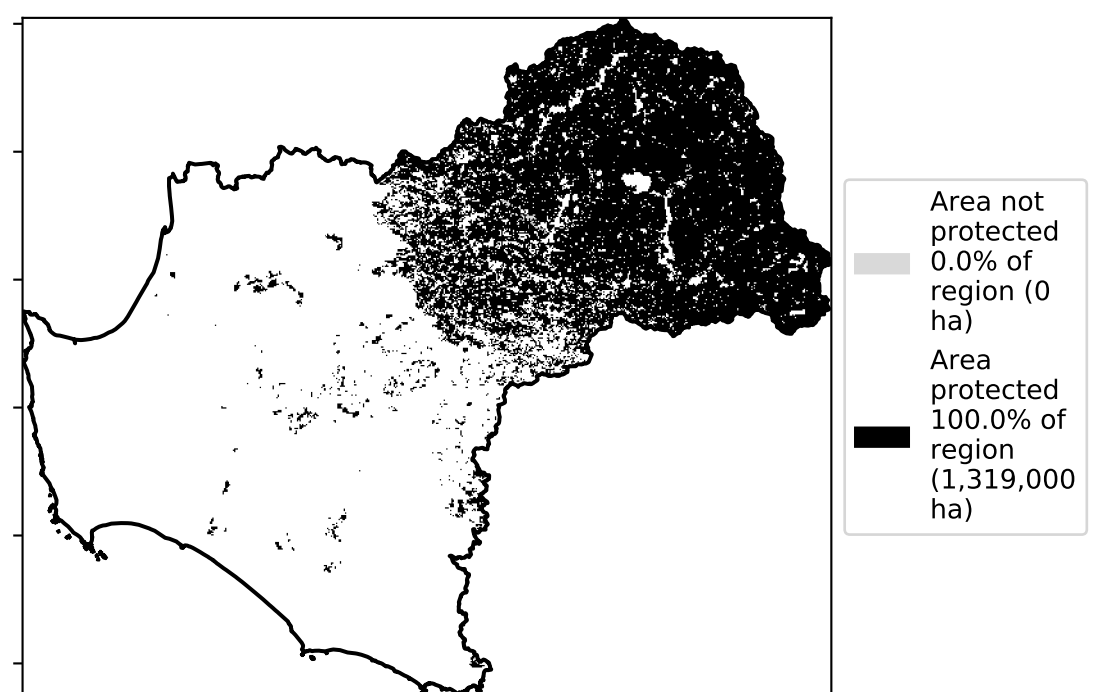 Area not
protected
0.0% of
region (0
ha)
Area
protected
100.0% of
region
(1,319,000
ha)